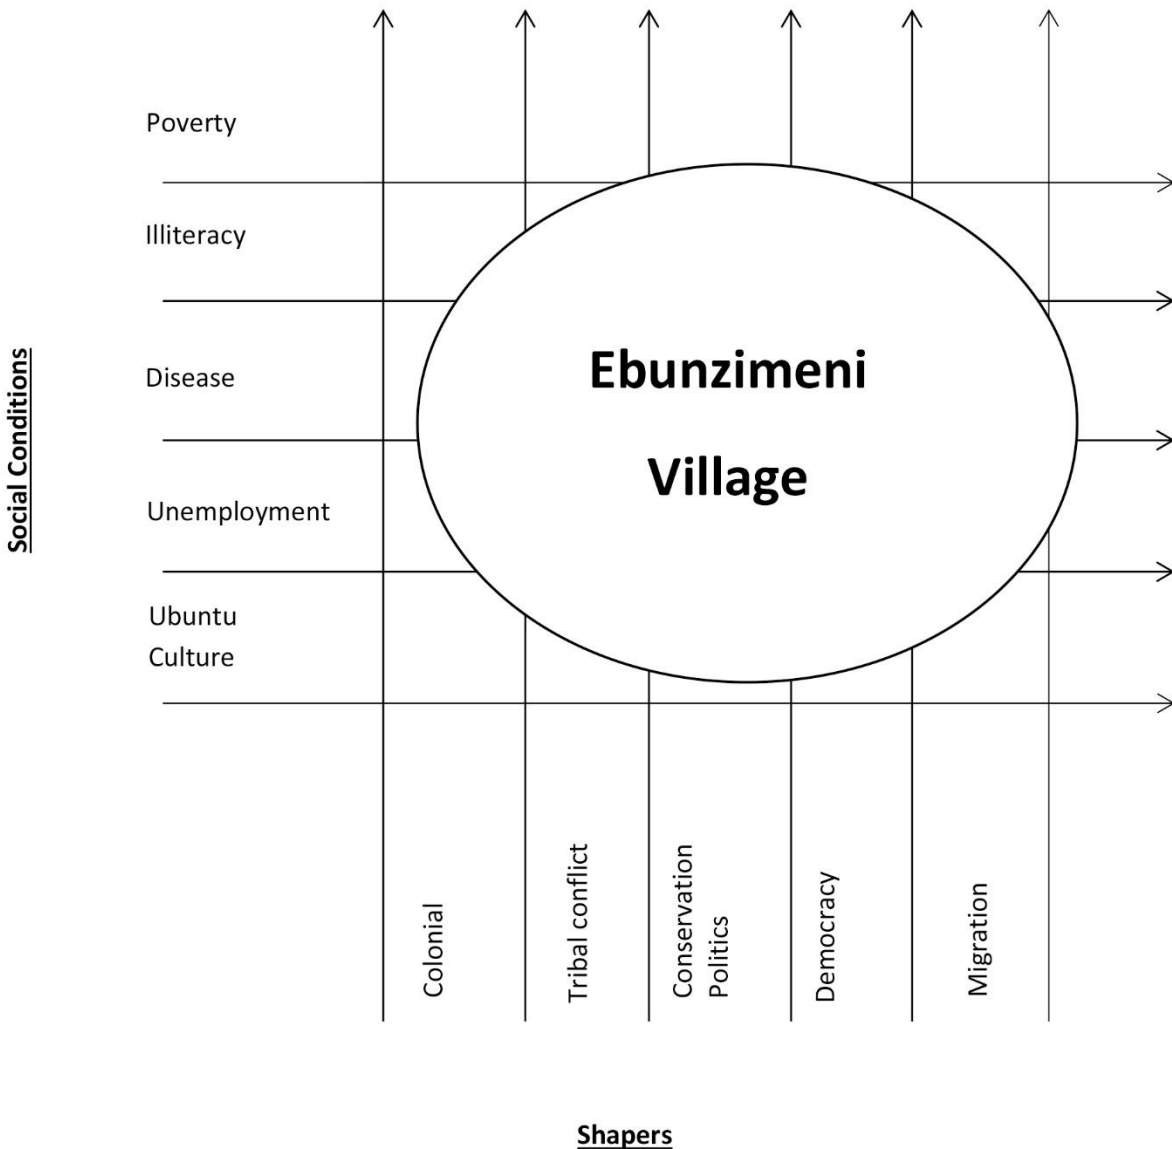 Poverty
Illiteracy
Disease
Unemployment
Ubuntu
Culture
Social Conditions
Ebunzimeni
Village
Colonial
Tribal conflict
Conservation
Politics
Democracy
Migration
Shapers